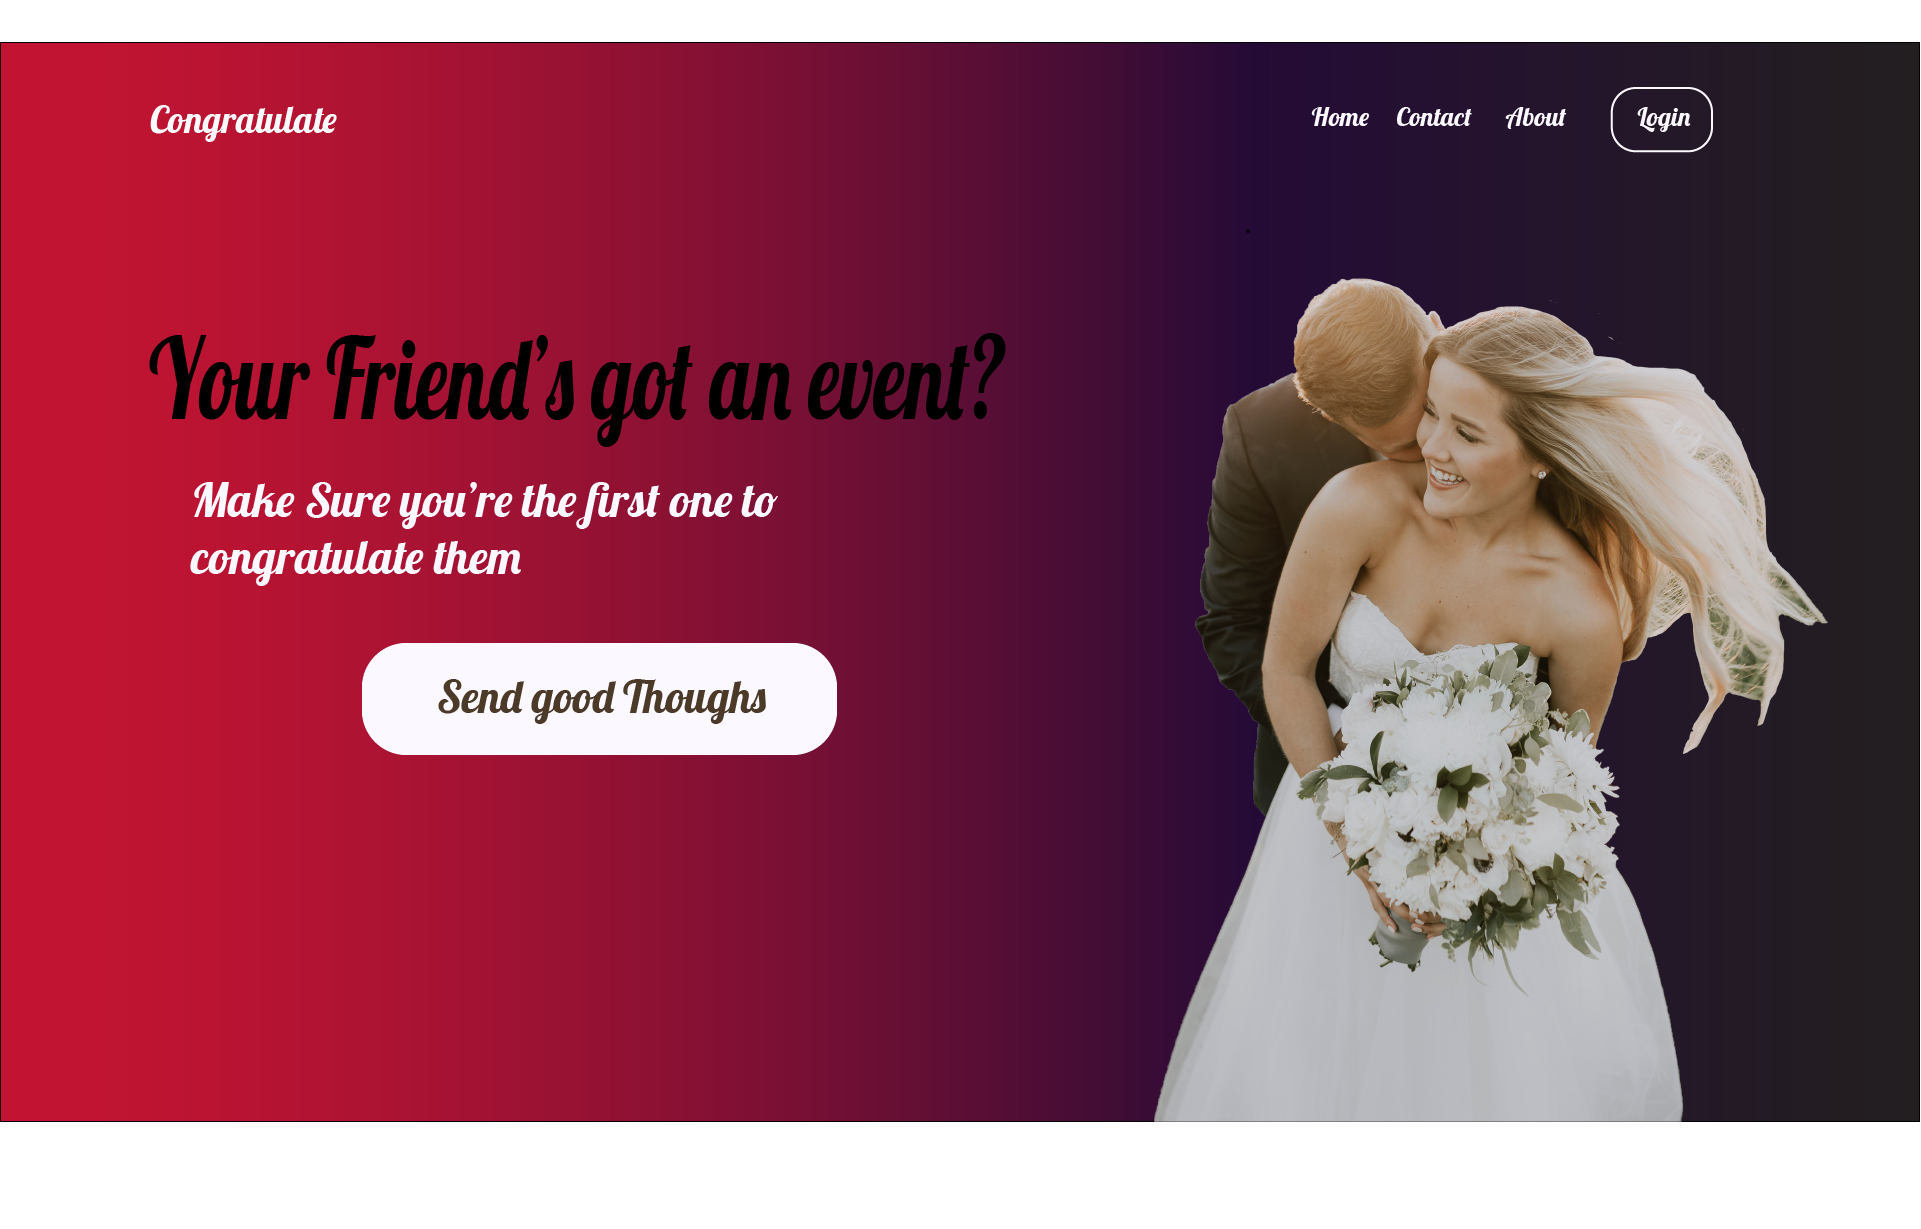 Congratulate
Home Contact About Login
Your Friend's got an event?
Make Sure you're the first one to
congratulate them
Send good Thoughs